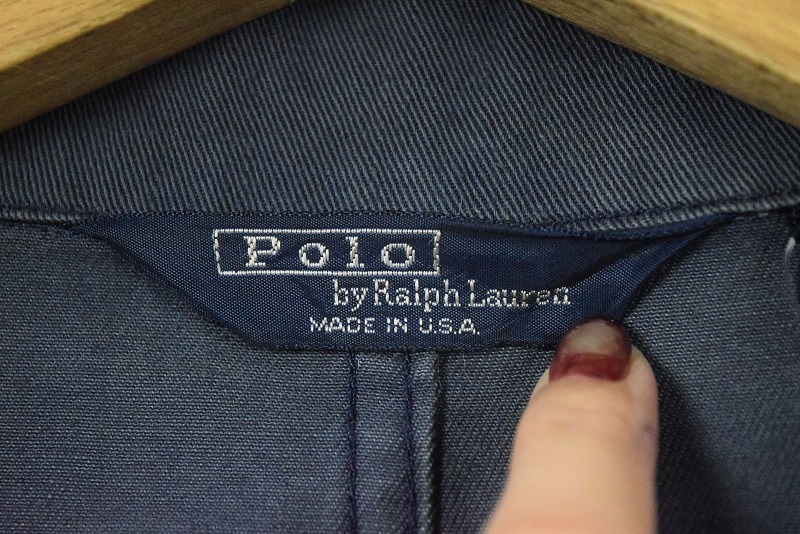 Polo
by Ralph Lauren
MADE IN U.S.A.